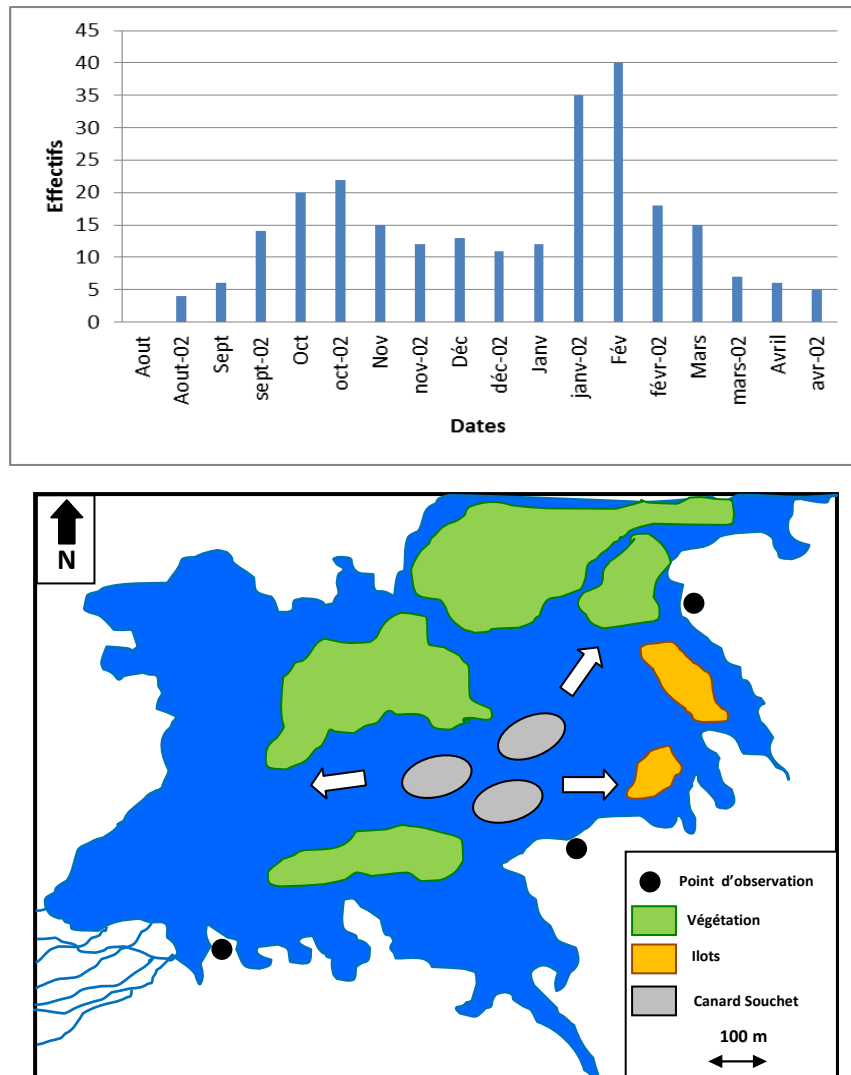 45
40
35
30
25
20
15
10
5
0
Effectifs
Aout
Aout-02
Sept
sept-02
Oct
oct-02
Nov
nov-02
Déc
déc-02
Janv
janv-02
Fév
févr-02
Mars
mars-02
Avril
avr-02
Dates
N
Point d'observation
Végétation
Ilots
Canard Souchet
100 m